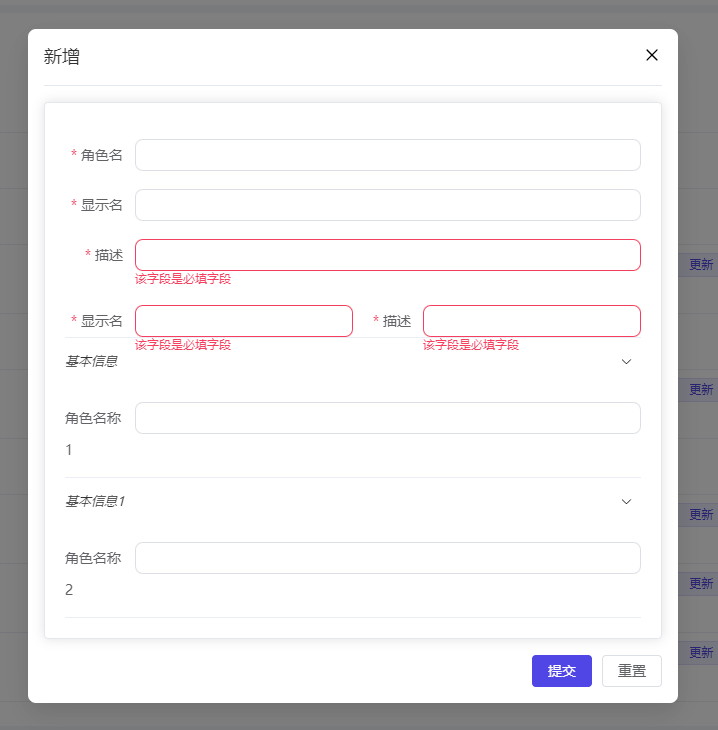 新增
* 角色名
* 显示名
* 描述
该字段是必填字段
* 显示名 * 描述
该字段是必填字段 该字段是必填字段
基本信息
角色名称
1
基本信息1
角色名称
2
提交 重置
更新
更新
更新
更新
更新